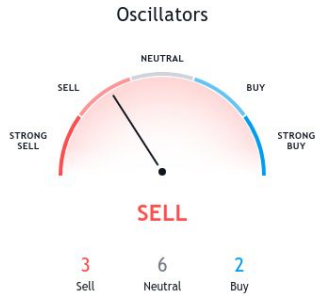 Oscillators
NEUTRAL
SELL
BUY
STRONG
SELL
STRONG
BUY
SELL
3
6
2
Sell
Neutral
Buy